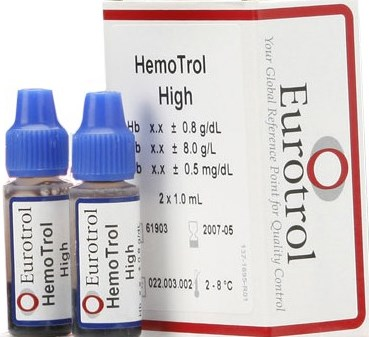 HemoTrol
High
Hb x.x ± 0.8 g/dL
Hb x.x ± 8.0 g/L
Hb x.x ± 0.5 mg/dL
2 x 1.0 mL
61903 2007-05
022.003.002 2 - 8 °C
Eurotrol
Your Global Reference Point for Quality Control
Eurotrol
HemoTrol
High
Eurotrol
HemoTrol
High